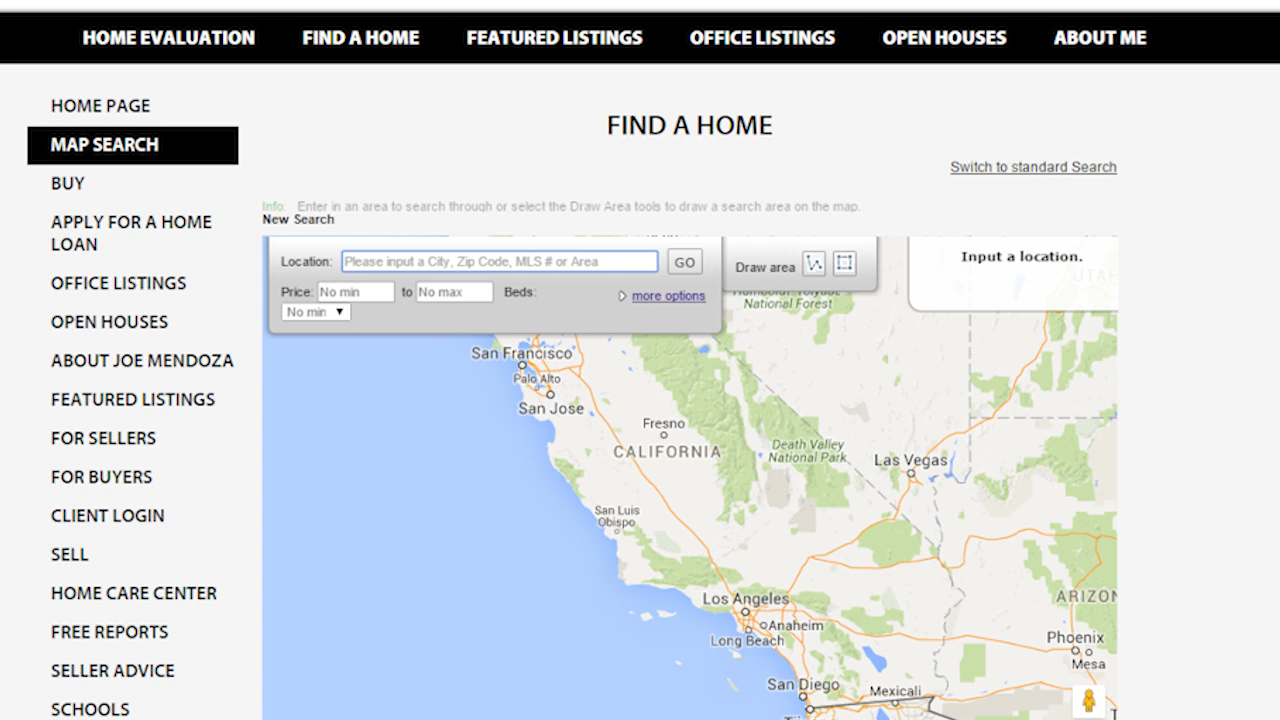 HOME EVALUATION FIND A HOME FEATURED LISTINGS OFFICE LISTINGS OPEN HOUSES ABOUT ME
HOME PAGE
MAP SEARCH
BUY
APPLY FOR A HOME
LOAN
OFFICE LISTINGS
OPEN HOUSES
ABOUT JOE MENDOZA
FEATURED LISTINGS
FOR SELLERS
FOR BUYERS
CLIENT LOGIN
SELL
HOME CARE CENTER
FREE REPORTS
SELLER ADVICE
SCHOOLS
FIND A HOME
Switch to standard Search
Info: Enter in an area to search through or select the Draw Area tools to draw a search area on the map.
New Search
Location: Please input a City, Zip Code, MLS # or Area GO
Price: No min to No max Beds: more options
No min
Draw area
Input a location.
UTAH
Humboldt-Toiyabe
National Forest
San Francisco
Palo Alto
San Jose
Fresno
CALIFORNIA
Death Valley
National Park
Las Vegas
San Luis
Obispo
Los Angeles
Anaheim
Long Beach
ARIZON
Phoenix
Mesa
San Diego
Mexicali